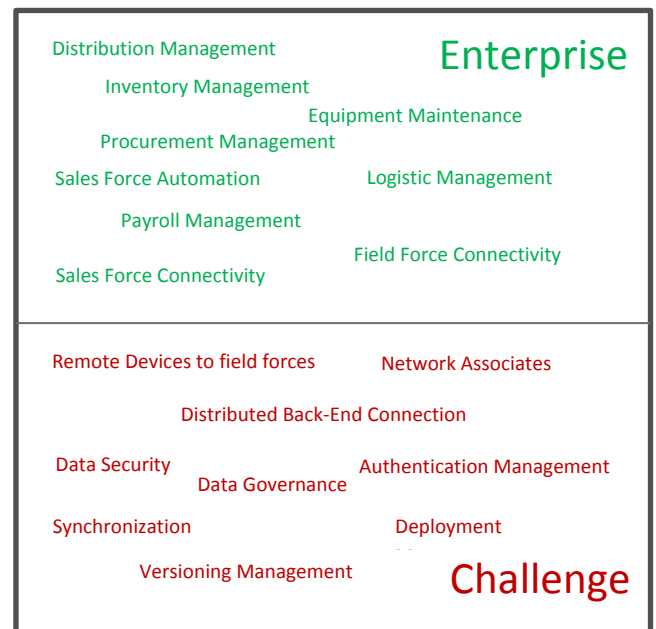 Distribution Management
Enterprise
Inventory Management
Equipment Maintenance
Procurement Management
Sales Force Automation
Logistic Management
Payroll Management
Field Force Connectivity
Sales Force Connectivity
Remote Devices to field forces
Network Associates
Distributed Back-End Connection
Data Security
Authentication Management
Data Governance
Synchronization
Deployment
Versioning Management
Challenge